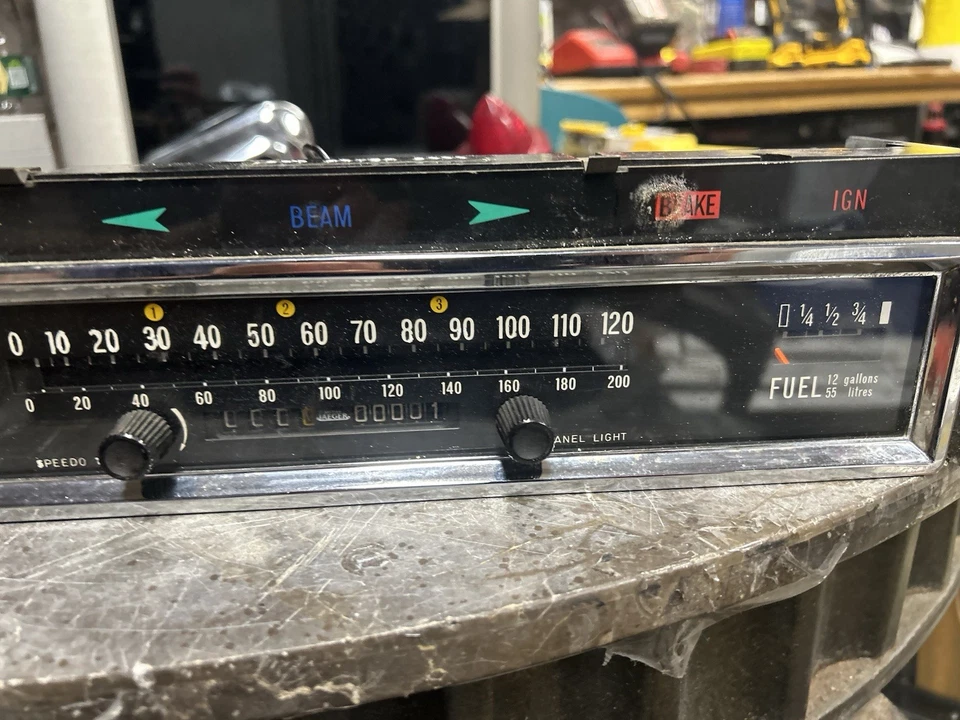 BEAM
BRAKE
IGN
1 2 3
0 10 20 30 40 50 60 70 80 90 100 110 120
0 20 40 60 80 100 120 140 160 180 200
JAEGER
00001
SPEEDO
PANEL LIGHT
1/4 1/2 3/4
FUEL 12 gallons
55 litres